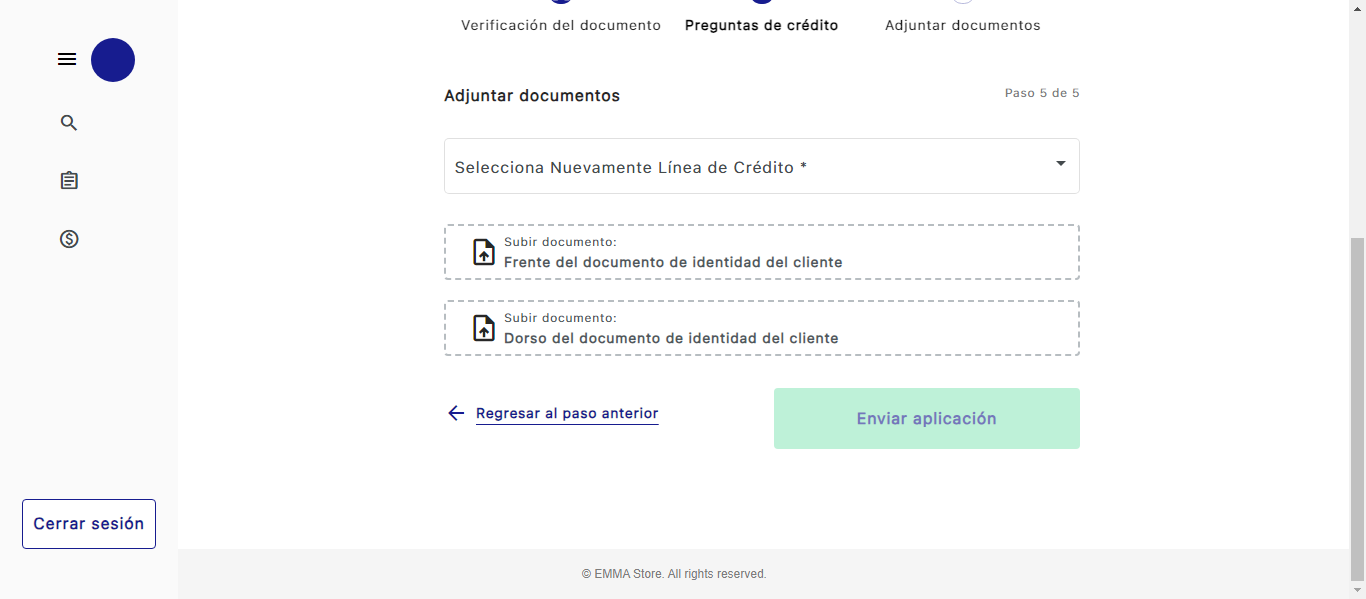 Verificación del documento Preguntas de crédito Adjuntar documentos
Adjuntar documentos Paso 5 de 5
Selecciona Nuevamente Línea de Crédito *
Subir documento:
Frente del documento de identidad del cliente
Subir documento:
Dorso del documento de identidad del cliente
Regresar al paso anterior Enviar aplicación
Cerrar sesión
© EMMA Store. All rights reserved.